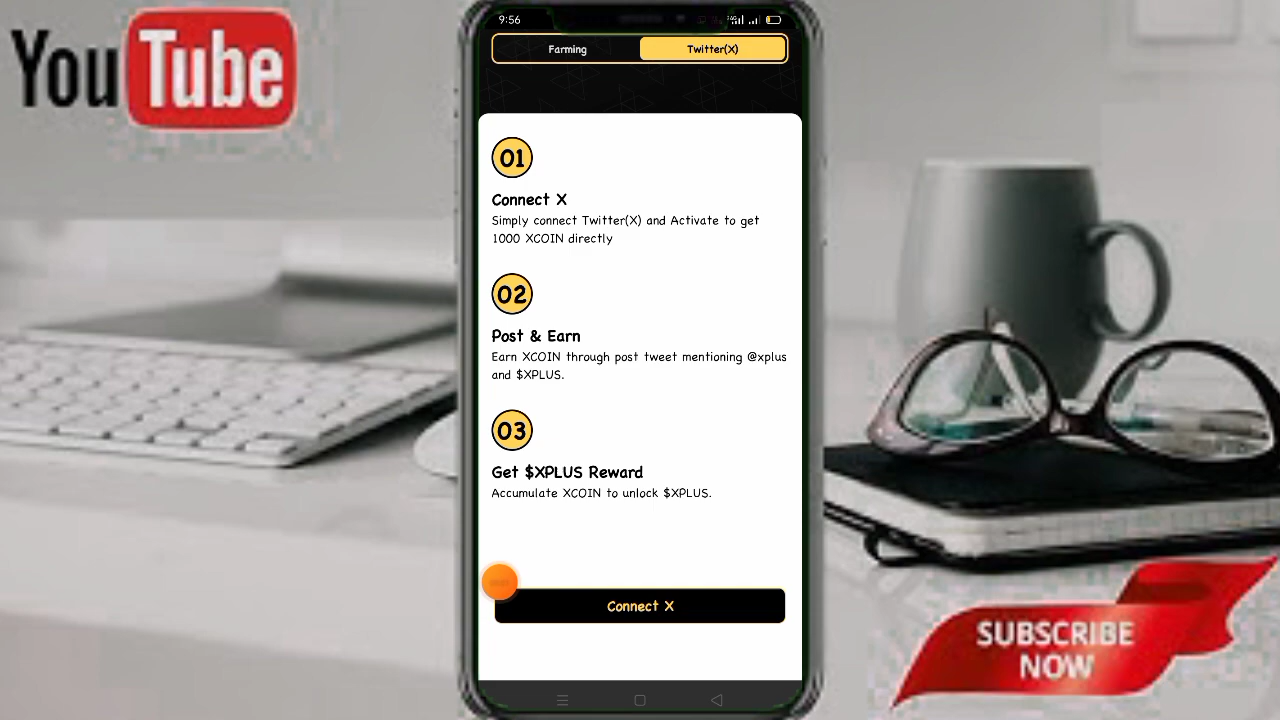 YouTube
9:56
Farming
Twitter(X)
01
Connect X
Simply connect Twitter(X) and Activate to get
1000 XCOIN directly
02
Post & Earn
Earn XCOIN through post tweet mentioning @xplus
and $XPLUS.
03
Get $XPLUS Reward
Accumulate XCOIN to unlock $XPLUS.
Connect X
SUBSCRIBE
NOW